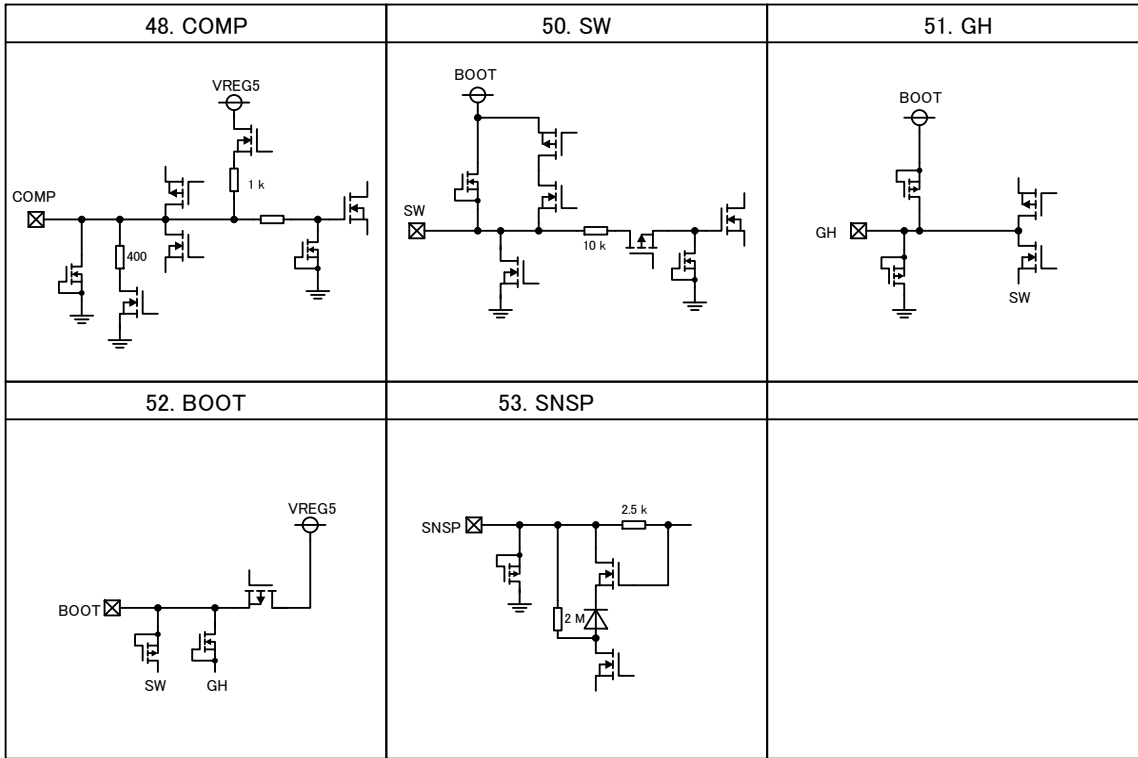 48. COMP
50. SW
51. GH
VREG5
1 k
COMP
400
BOOT
SW
10 k
BOOT
GH
SW
52. BOOT
53. SNSP
VREG5
BOOT
SW
GH
2.5 k
SNSP
2 M